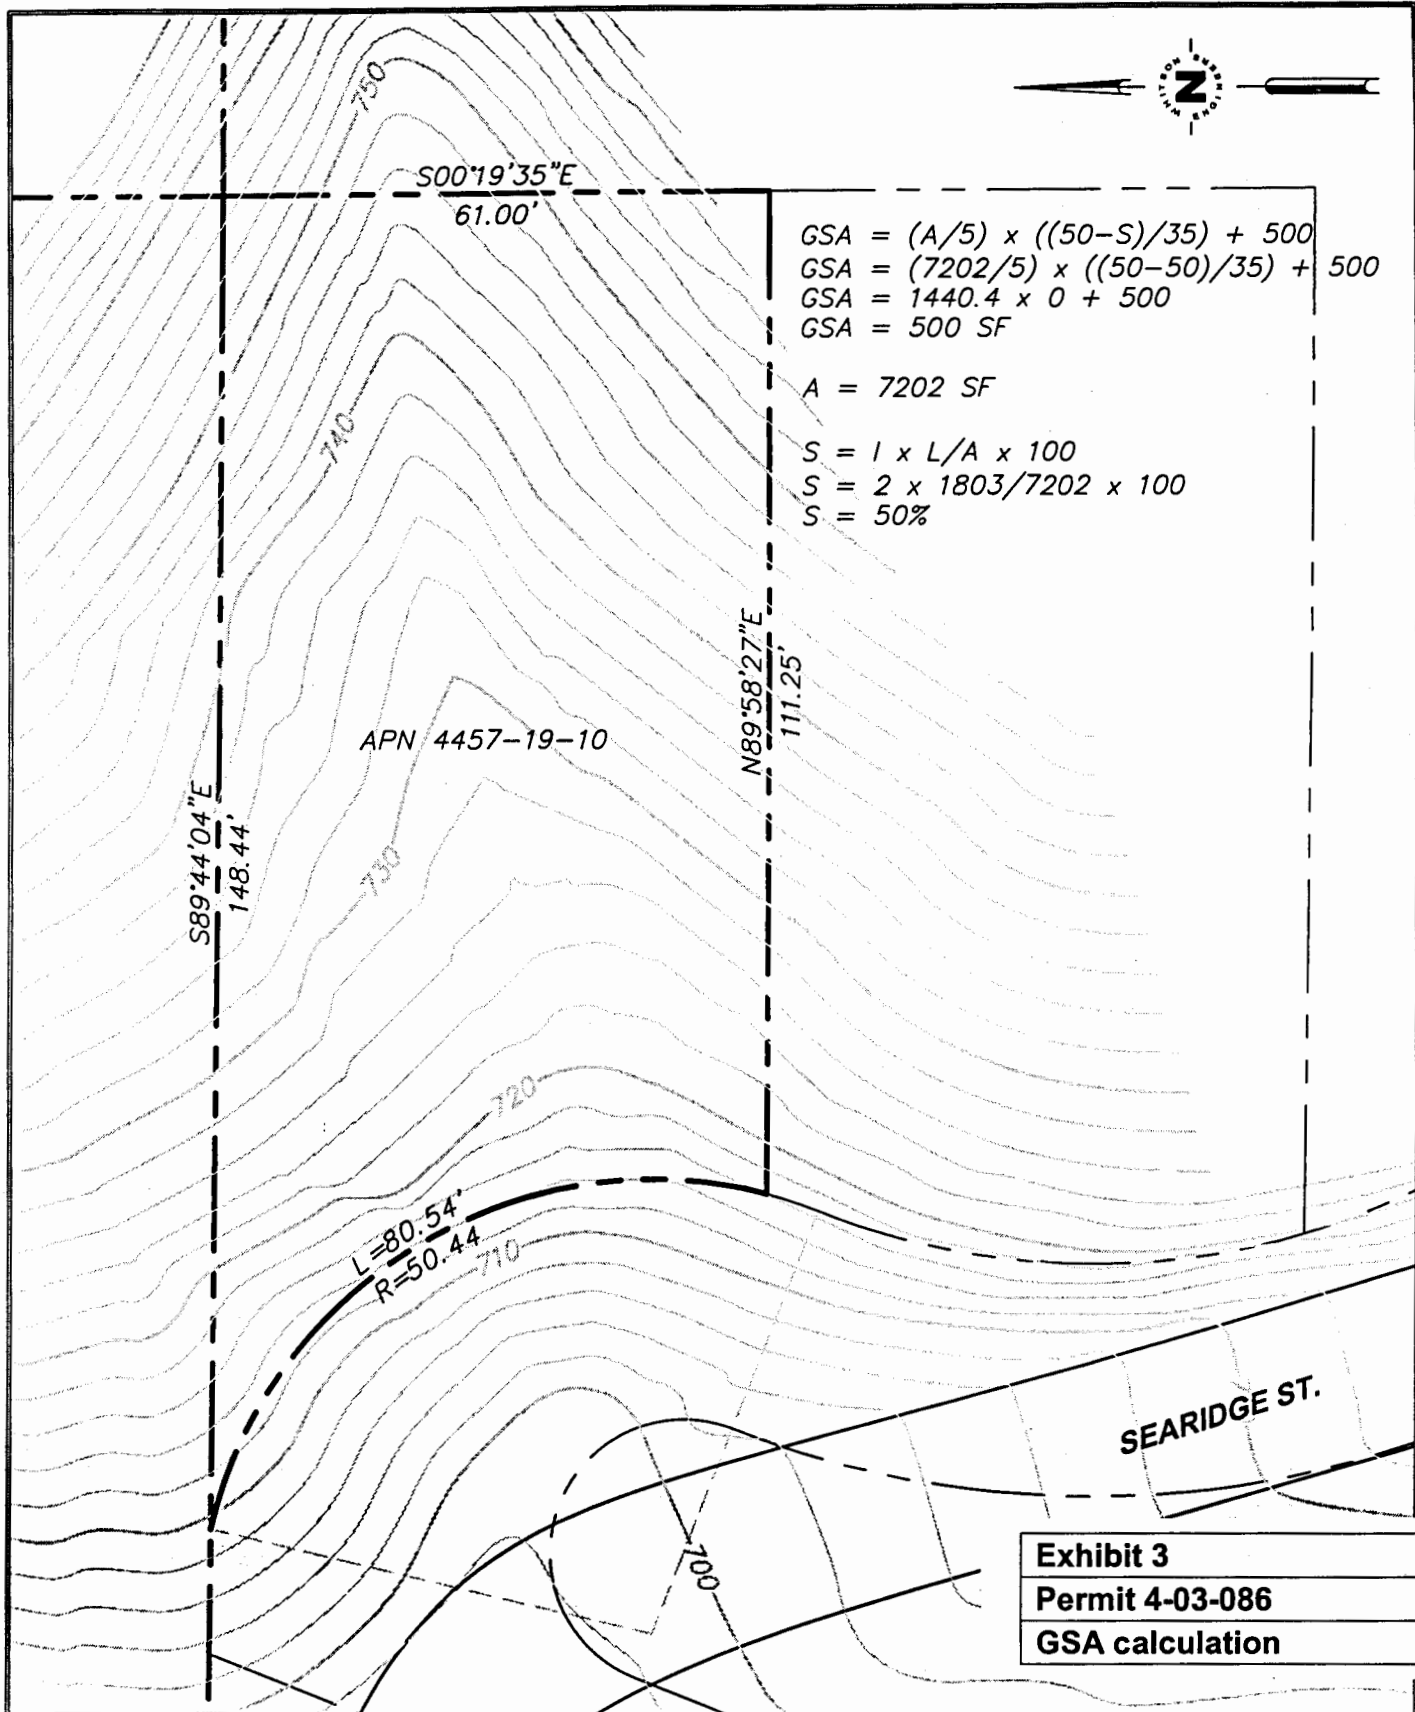 750
WHITSON ENGINEERS
N
S00°19'35"E
61.00'
GSA = (A/5) x ((50-S)/35) + 500
GSA = (7202/5) x ((50-50)/35) + 500
GSA = 1440.4 x 0 + 500
GSA = 500 SF
A = 7202 SF
740
S = I x L/A x 100
S = 2 x 1803/7202 x 100
S = 50%
N89°58'27"E
111.25'
APN 4457-19-10
S89°44'04"E
148.44'
730
720
L=80.54'
R=50.44
710
SEARIDGE ST.
700
Exhibit 3
Permit 4-03-086
GSA calculation